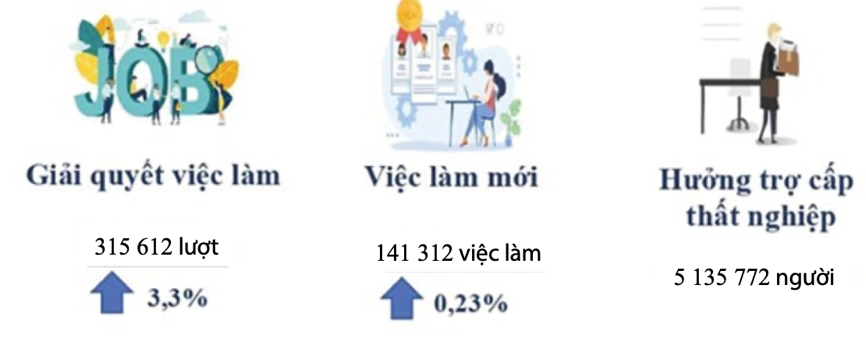 JOB
Giải quyết việc làm
315 612 lượt
3,3%
Việc làm mới
141 312 việc làm
0,23%
Hưởng trợ cấp
thất nghiệp
5 135 772 người